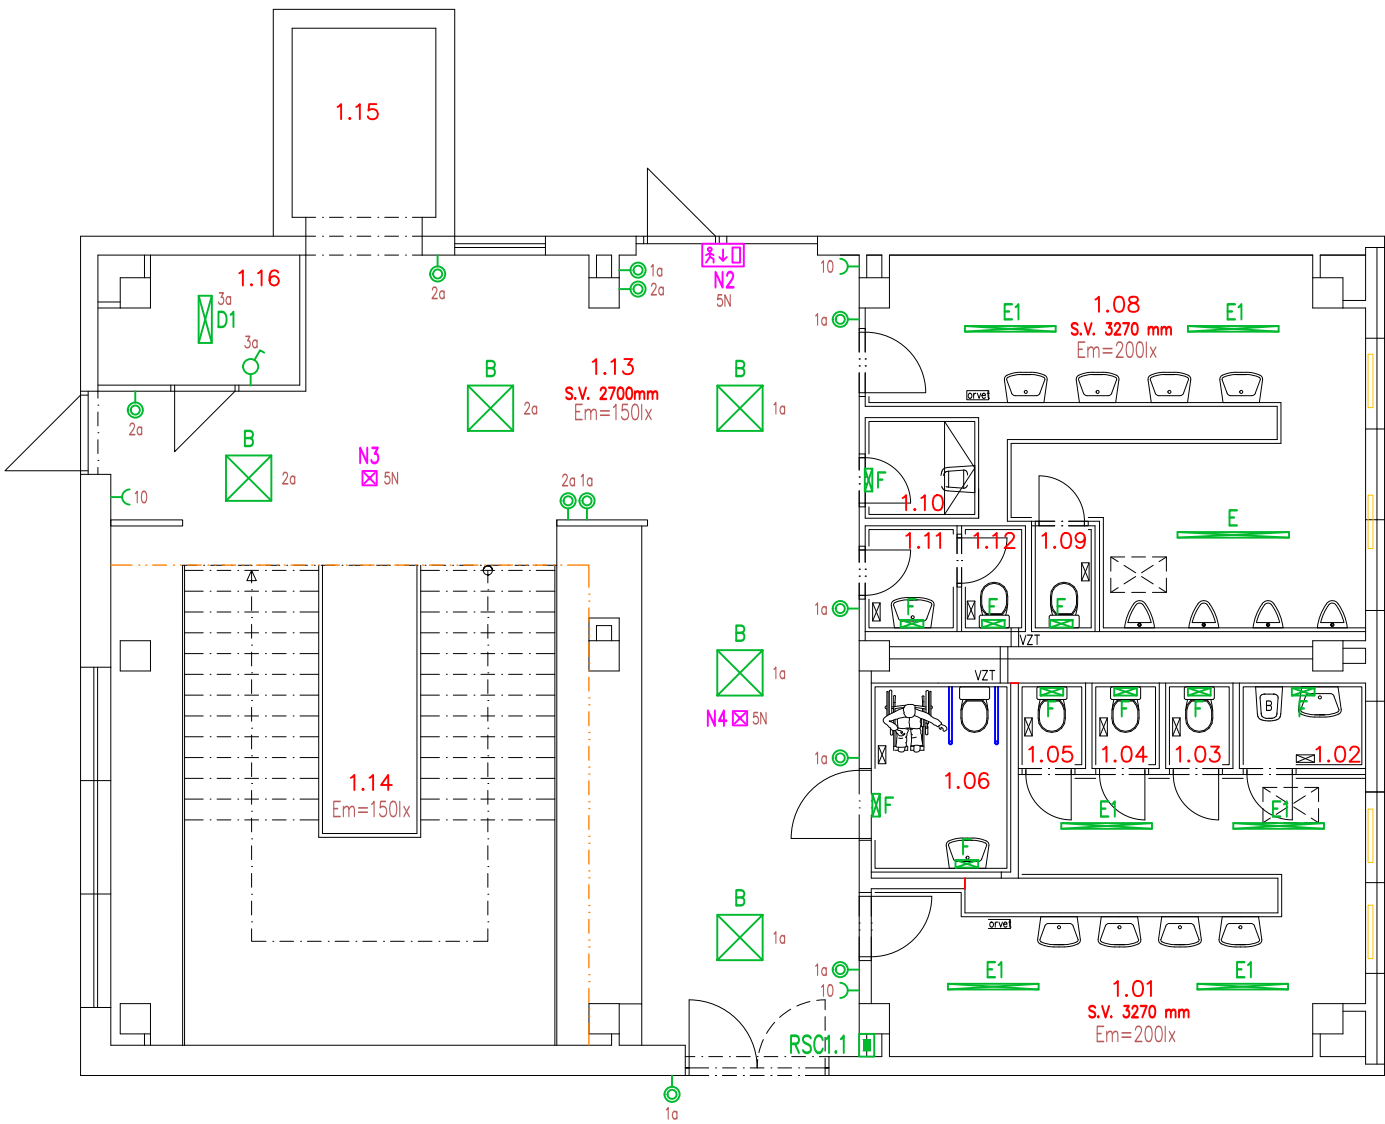 1.15
1.16
3a
D1
3a
2a
1a
2a
N2
5N
10
1a
1.08
S.V. 3270 mm
Em=200lx
E1
E1
orvet
1.13
S.V. 2700mm
Em=150lx
B
2a
B
1a
2a
B
2a
N3
5N
10
2a 1a
F
1.10
1.11
1.12
1.09
E
F
F
F
1a
VZT
VZT
B
1a
N4
5N
1a
F
F
F
B
F
1.05
1.04
1.03
1.02
1.06
F
F
E1
E1
1.14
Em=150lx
B
1a
orvet
1a
10
E1
E1
1.01
S.V. 3270 mm
Em=200lx
RSC1.1
1a